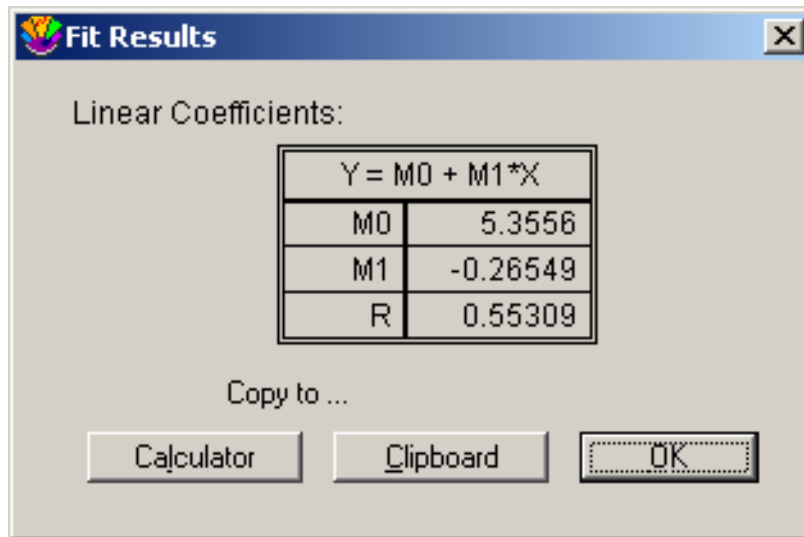 Fit Results
Linear Coefficients:
Y = M0 + M1*X
M0 5.3556
M1 -0.26549
R 0.55309
Copy to ...
Calculator Clipboard OK